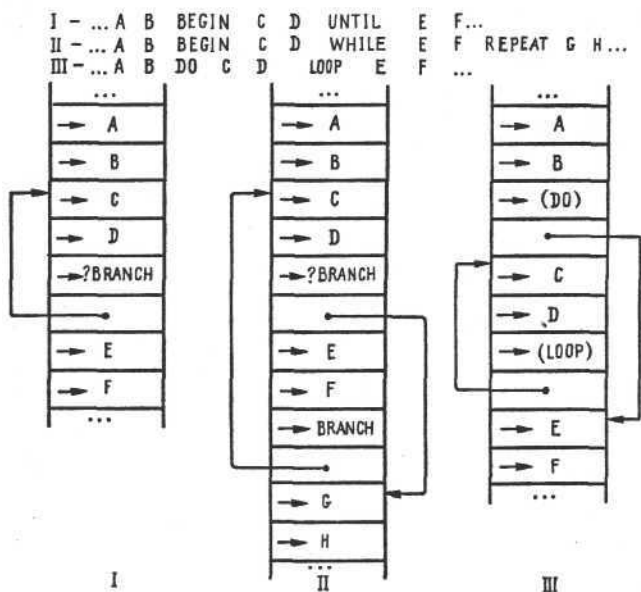 I – ... A B BEGIN C D UNTIL E F...
II – ... A B BEGIN C D WHILE E F REPEAT G H...
III – ... A B DO C D LOOP E F ...
...
→ A
→ B
→ C
→ D
→ ?BRANCH
→ E
→ F
...
I
...
→ A
→ B
→ C
→ D
→ ?BRANCH
→ E
→ F
→ BRANCH
→ G
→ H
...
II
...
→ A
→ B
→ (DO)
→ C
→ D
→ (LOOP)
→ E
→ F
...
III